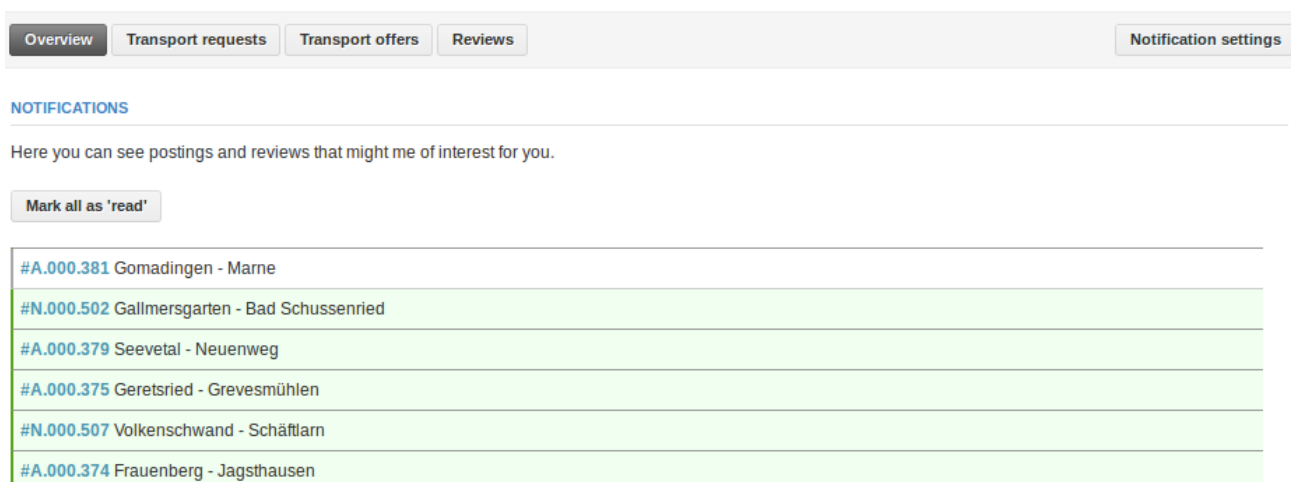 Overview Transport requests Transport offers Reviews Notification settings
NOTIFICATIONS
Here you can see postings and reviews that might me of interest for you.
Mark all as 'read'
#A.000.381 Gomadingen - Marne
#N.000.502 Gallmersgarten - Bad Schussenried
#A.000.379 Seevetal - Neuenweg
#A.000.375 Geretsried - Grevesmühlen
#N.000.507 Volkenschwand - Schäftlarn
#A.000.374 Frauenberg - Jagsthausen